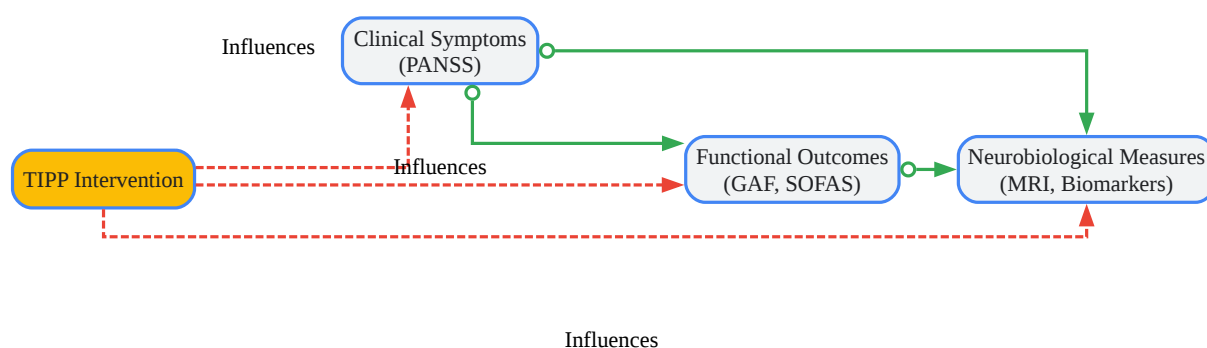 Influences
Clinical Symptoms
(PANSS)
TIPP Intervention
Influences
Functional Outcomes
(GAF, SOFAS)
Neurobiological Measures
(MRI, Biomarkers)
Influences